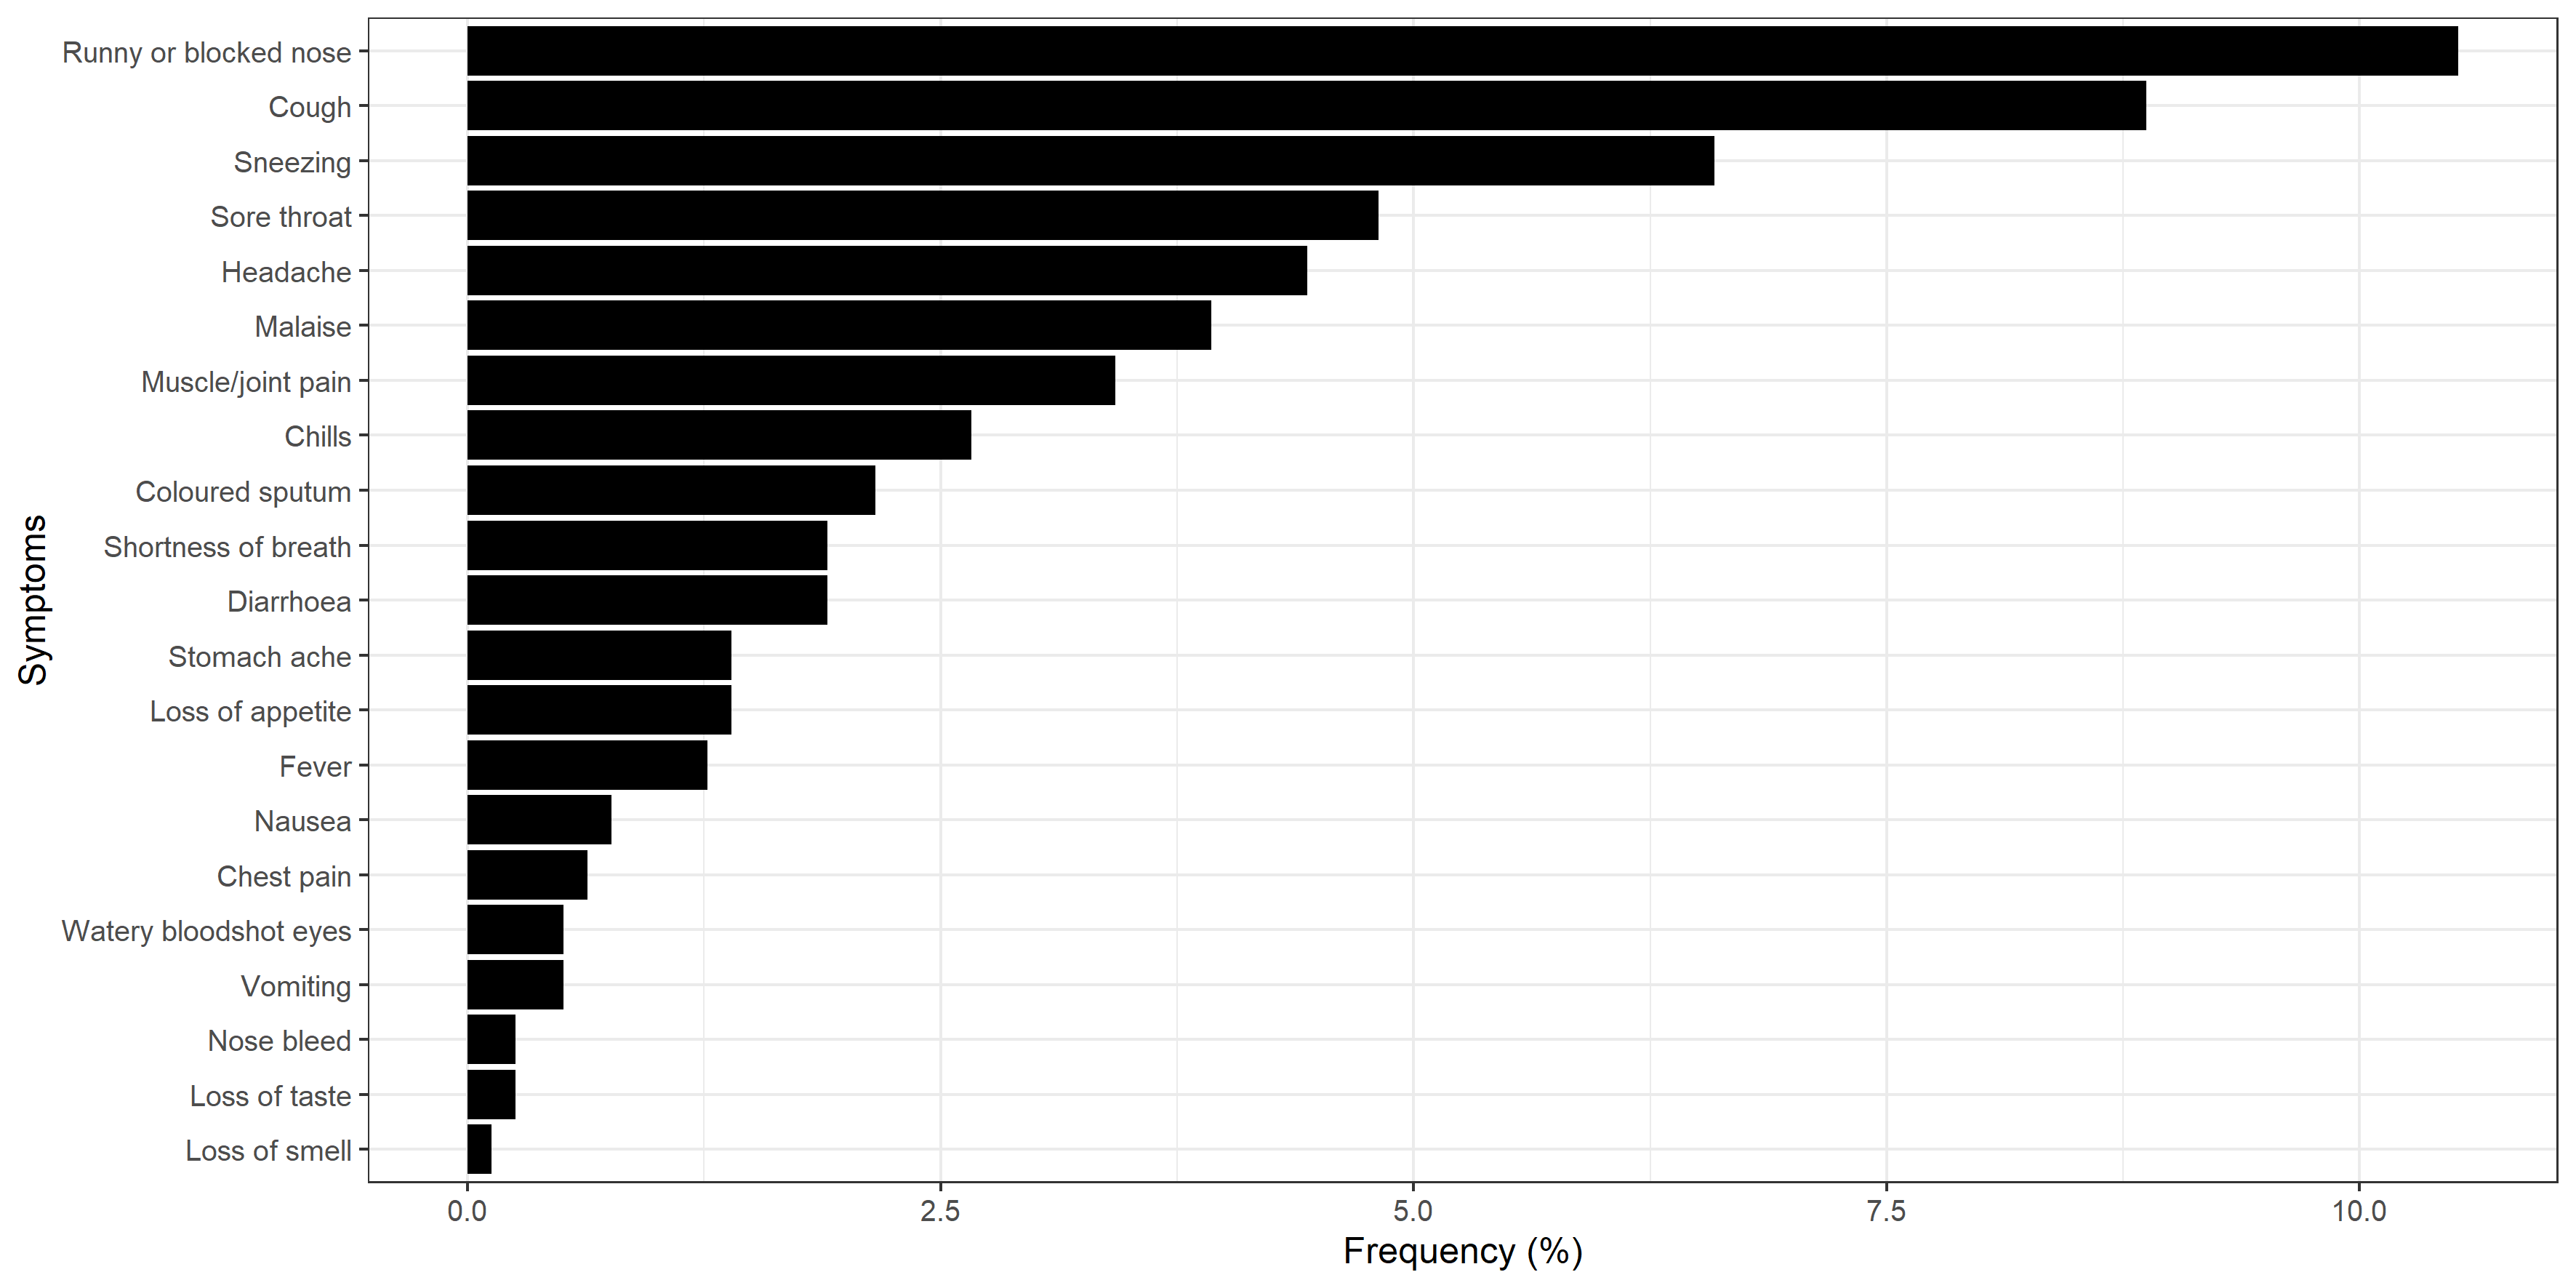 Runny or blocked nose
Cough
Sneezing
Sore throat
Headache
Malaise
Muscle/joint pain
Chills
Coloured sputum
Shortness of breath
Diarrhoea
Stomach ache
Loss of appetite
Fever
Nausea
Chest pain
Watery bloodshot eyes
Vomiting
Nose bleed
Loss of taste
Loss of smell
Symptoms
0.0 2.5 5.0 7.5 10.0
Frequency (%)